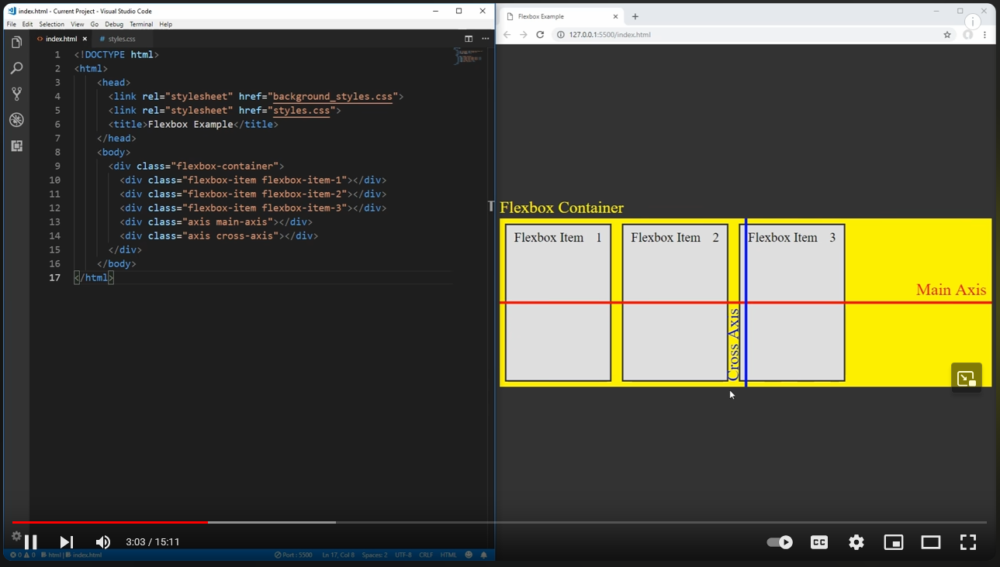 index.html - Current Project - Visual Studio Code
File Edit Selection View Go Debug Terminal Help
index.html × # styles.css
1 <!DOCTYPE html>
2 <html>
3 <head>
4 <link rel="stylesheet" href="background_styles.css">
5 <link rel="stylesheet" href="styles.css">
6 <title>Flexbox Example</title>
7 </head>
8 <body>
9 <div class="flexbox-container">
10 <div class="flexbox-item flexbox-item-1"></div>
11 <div class="flexbox-item flexbox-item-2"></div>
12 <div class="flexbox-item flexbox-item-3"></div>
13 <div class="axis main-axis"></div>
14 <div class="axis cross-axis"></div>
15 </div>
16 </body>
17 </html>
Flexbox Example
127.0.0.1:5500/index.html
T
Flexbox Container
Flexbox Item 1
Flexbox Item 2
Flexbox Item 3
Main Axis
Cross Axis
3:03 / 15:11
CC
0 0 html | index.html Port : 5500 Ln 17, Col 8 Spaces: 2 UTF-8 CRLF HTML